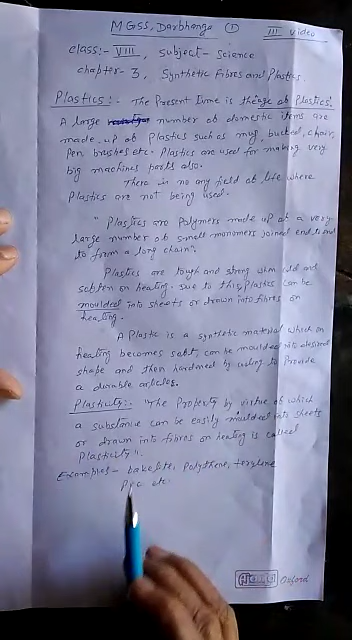 MGSS, Darbhanga ① III video
Class:- VIII, Subject- Science
Chapter-3, Synthetic Fibres and Plastics.
Plastics:- The Present time is the age of Plastics.
A large number of domestic items are
made up of Plastics such as mug, bucked, chair,
Pen brushes etc. Plastics are used for making very
big machines parts also.
There is no any field of life where
Plastics are not being used.
"Plastics are Polymers made up of a very
large number of small monimers joined end to end
to form a long chain".
Plastics are tough and strong when cold and
soften on heating. Due to this, Plastics can be
moulded into sheets or drawn into fibres on
heating.
A Plastic is a synthetic material which on
heating becomes soft, can be moulded into desired
shape and then hardened by cooling to Provide
a durable articles.
Plasticity:- "The Property by virtue of which
a substance can be easily moulded into sheets
or drawn into fibres on heating is called
Plasticity".
Examples- bakelite, Polythene, terylene
PVC etc.
Oxford